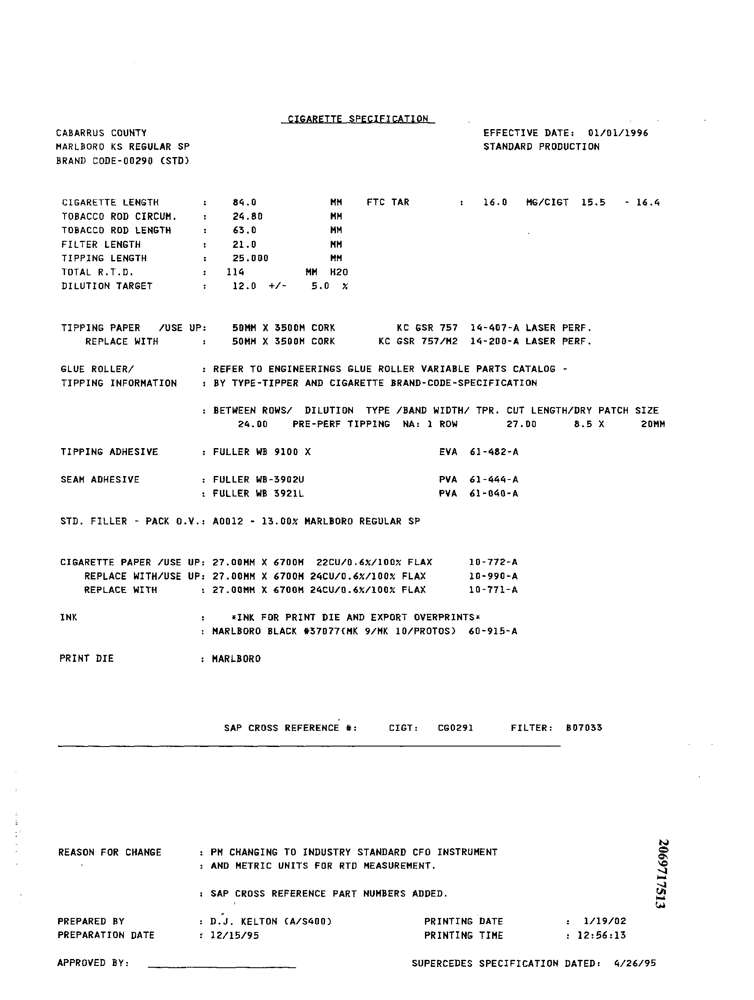 CIGARETTE SPECIFICATION
CABARRUS COUNTY EFFECTIVE DATE: 01/01/1996
MARLBORO KS REGULAR SP STANDARD PRODUCTION
BRAND CODE-00290 (STD)
CIGARETTE LENGTH : 84.0 MM FTC TAR : 16.0 MG/CIGT 15.5 - 16.4
TOBACCO ROD CIRCUM. : 24.80 MM
TOBACCO ROD LENGTH : 63.0 MM
FILTER LENGTH : 21.0 MM
TIPPING LENGTH : 25.000 MM
TOTAL R.T.D. : 114 MM H2O
DILUTION TARGET : 12.0 +/- 5.0 %
TIPPING PAPER /USE UP: 50MM X 3500M CORK KC GSR 757 14-407-A LASER PERF.
REPLACE WITH : 50MM X 3500M CORK KC GSR 757/M2 14-200-A LASER PERF.
GLUE ROLLER/ : REFER TO ENGINEERINGS GLUE ROLLER VARIABLE PARTS CATALOG -
TIPPING INFORMATION : BY TYPE-TIPPER AND CIGARETTE BRAND-CODE-SPECIFICATION
: BETWEEN ROWS/ DILUTION TYPE /BAND WIDTH/ TPR. CUT LENGTH/DRY PATCH SIZE
24.00 PRE-PERF TIPPING NA: 1 ROW 27.00 8.5 X 20MM
TIPPING ADHESIVE : FULLER WB 9100 X EVA 61-482-A
SEAM ADHESIVE : FULLER WB-3902U PVA 61-444-A
: FULLER WB 3921L PVA 61-040-A
STD. FILLER - PACK O.V.: A0012 - 13.00% MARLBORO REGULAR SP
CIGARETTE PAPER /USE UP: 27.00MM X 6700M 22CU/0.6%/100% FLAX 10-772-A
REPLACE WITH/USE UP: 27.00MM X 6700M 24CU/0.6%/100% FLAX 10-990-A
REPLACE WITH : 27.00MM X 6700M 24CU/0.6%/100% FLAX 10-771-A
INK : *INK FOR PRINT DIE AND EXPORT OVERPRINTS*
: MARLBORO BLACK #37077(MK 9/MK 10/PROTOS) 60-915-A
PRINT DIE : MARLBORO
SAP CROSS REFERENCE #: CIGT: CG0291 FILTER: B07033
REASON FOR CHANGE : PM CHANGING TO INDUSTRY STANDARD CFO INSTRUMENT
: AND METRIC UNITS FOR RTD MEASUREMENT.
: SAP CROSS REFERENCE PART NUMBERS ADDED.
PREPARED BY : D.J. KELTON (A/S400) PRINTING DATE : 1/19/02
PREPARATION DATE : 12/15/95 PRINTING TIME : 12:56:13
APPROVED BY: SUPERCEDES SPECIFICATION DATED: 4/26/95
2069717513